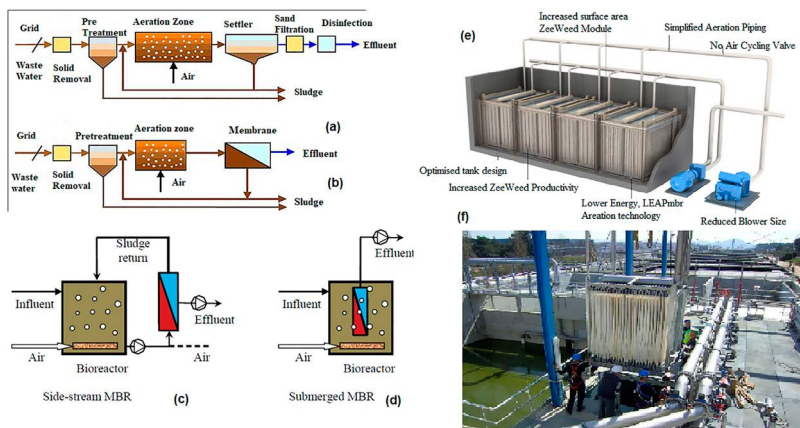 Grid
Waste
Water
Solid
Removal
Pre
Treatment
Aeration Zone
Air
Settler
Sand
Filtration
Disinfection
Effluent
Sludge
(a)
Grid
Waste
water
Solid
Removal
Pretreatment
Aeration zone
Air
Membrane
Effluent
Sludge
(b)
Sludge
return
Influent
Effluent
Air
Air
Bioreactor
Side-stream MBR
(c)
Effluent
Influent
Air
Bioreactor
Submerged MBR
(d)
(e)
Increased surface area
ZeeWeed Module
Simplified Aeration Piping
No Air Cycling Valve
Optimised tank design
Increased ZeeWeed Productivity
Lower Energy, LEAPmbr
Areation technology
Reduced Blower Size
(f)